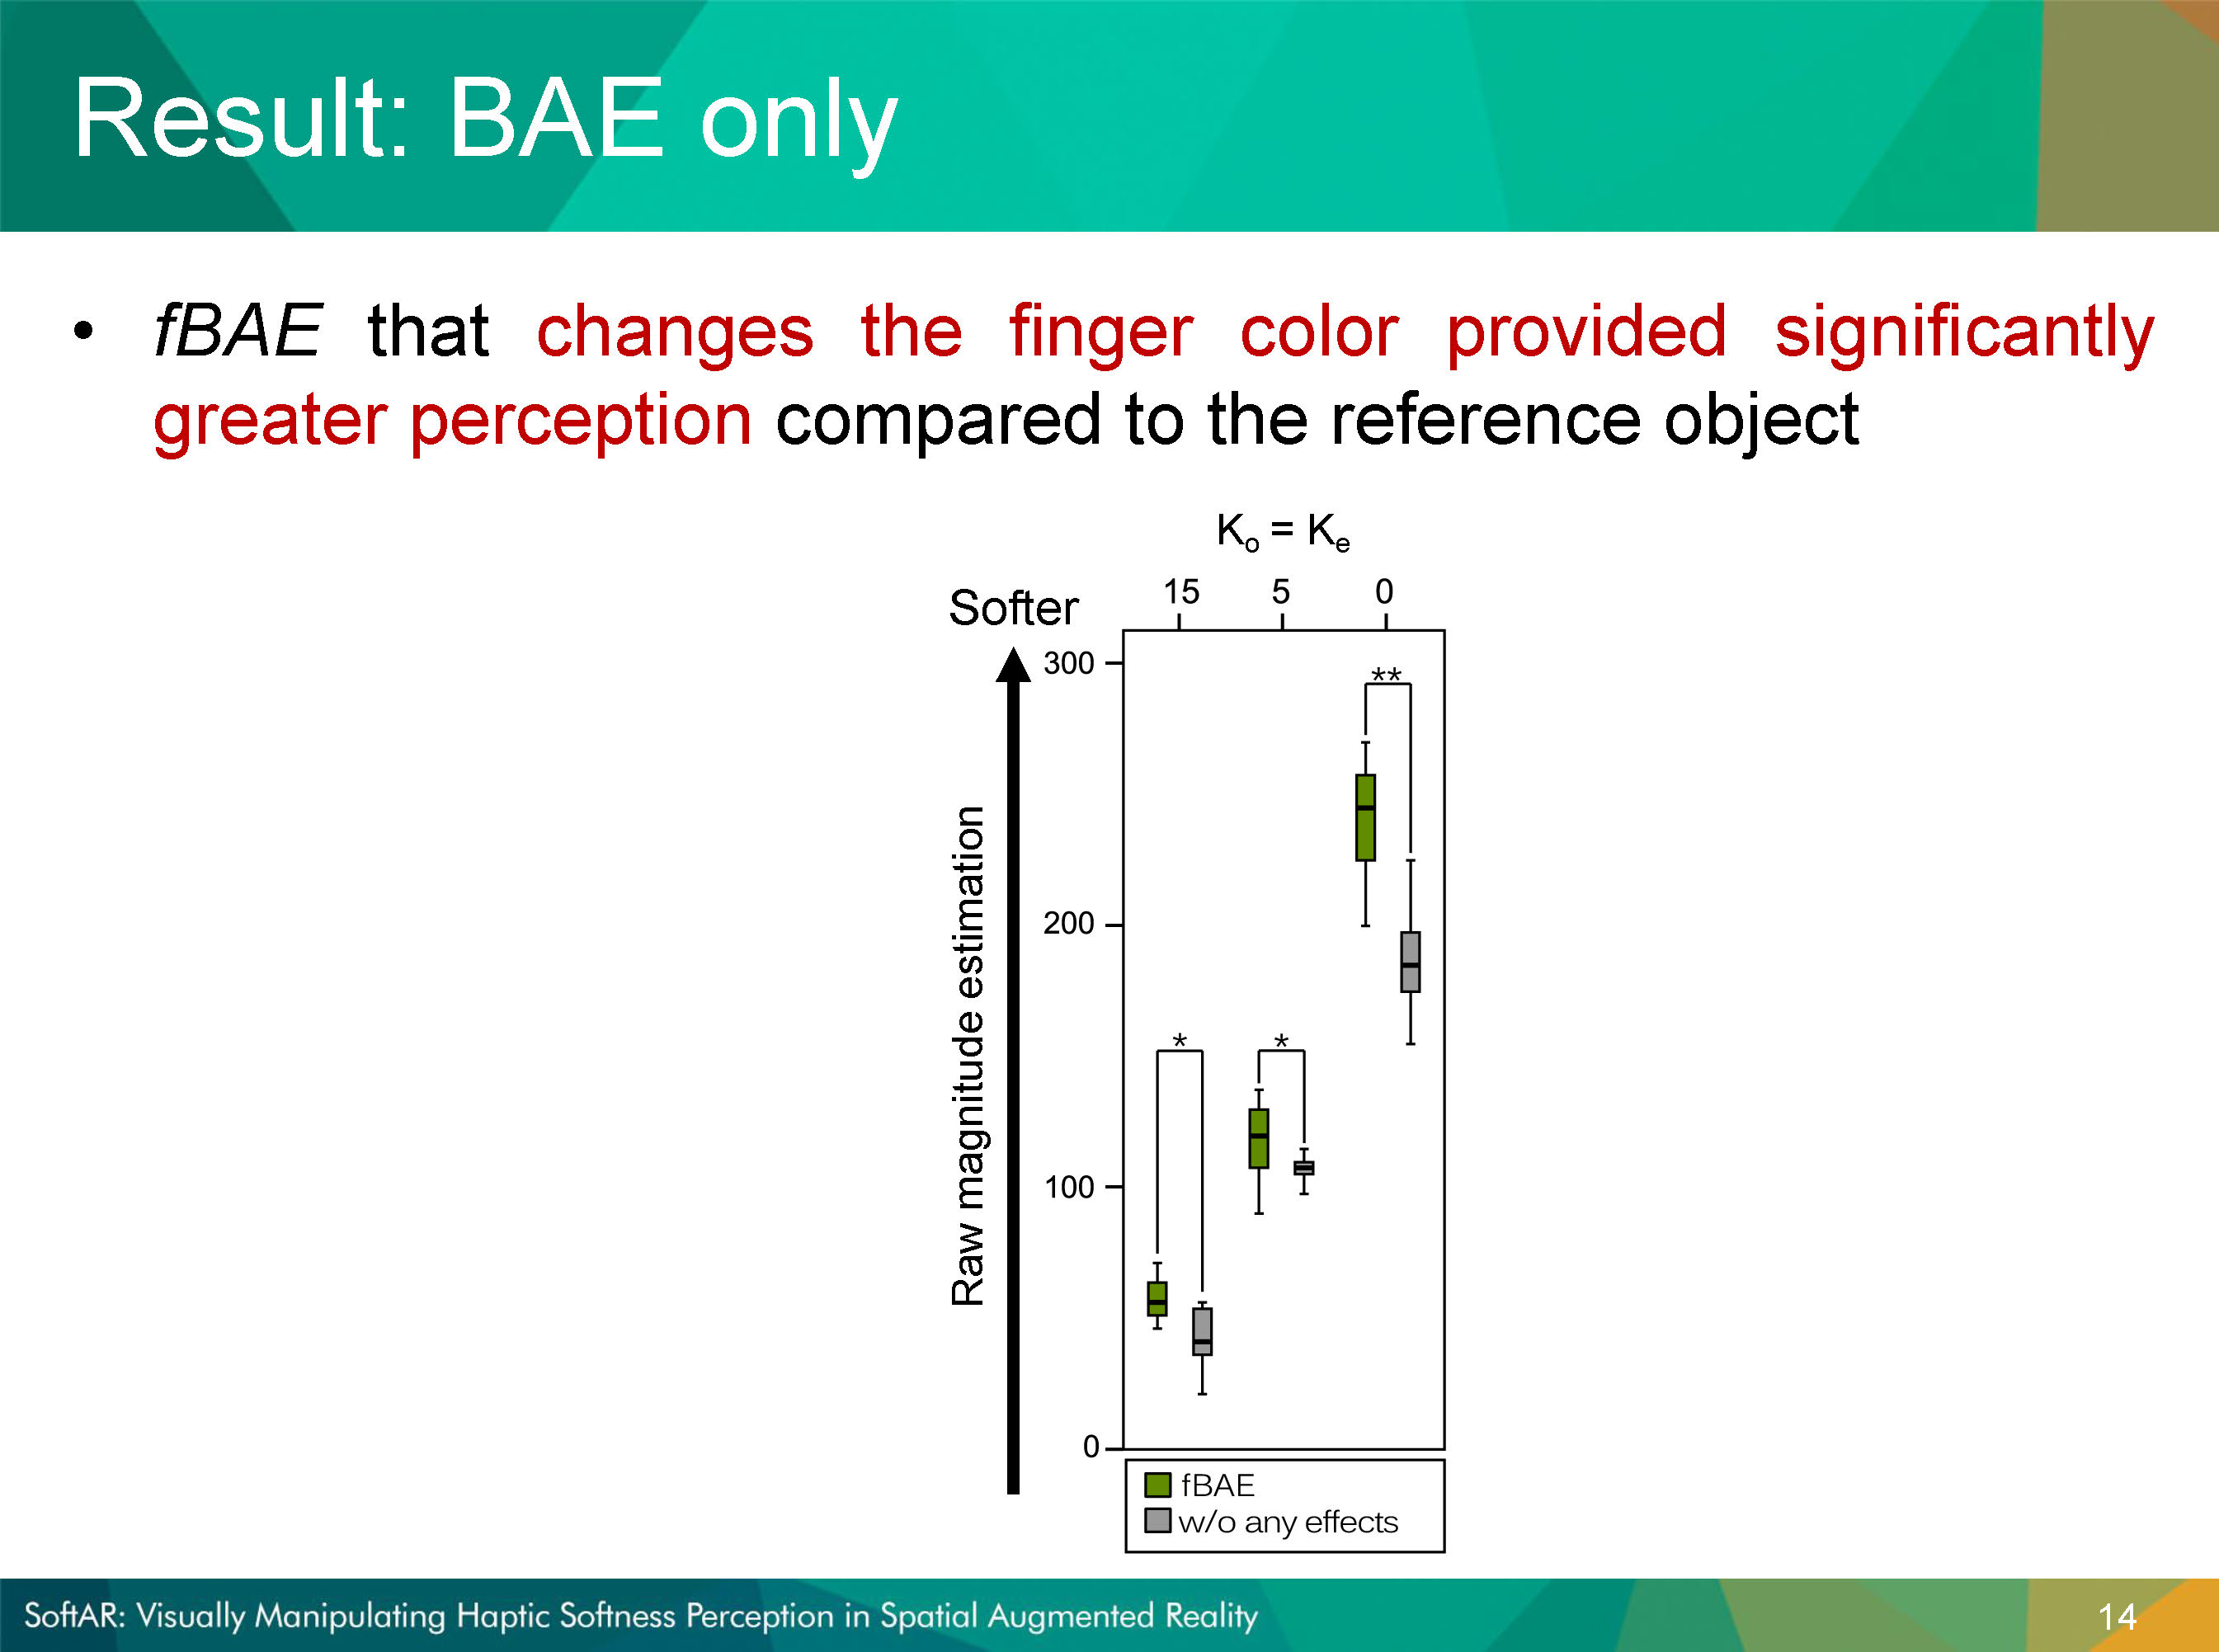 Result: BAE only
• fBAE that changes the finger color provided significantly
greater perception compared to the reference object
Ko = Ke
Softer
15 5 0
300
200
100
0
Raw magnitude estimation
**
* *
fBAE
w/o any effects
SoftAR: Visually Manipulating Haptic Softness Perception in Spatial Augmented Reality
14